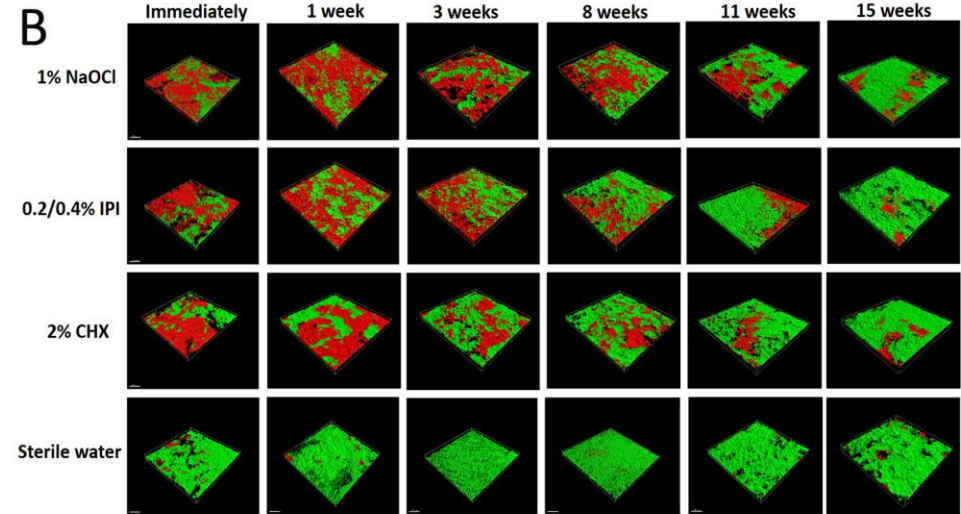 B
Immediately 1 week 3 weeks 8 weeks 11 weeks 15 weeks
1% NaOCl
0.2/0.4% IPI
2% CHX
Sterile water